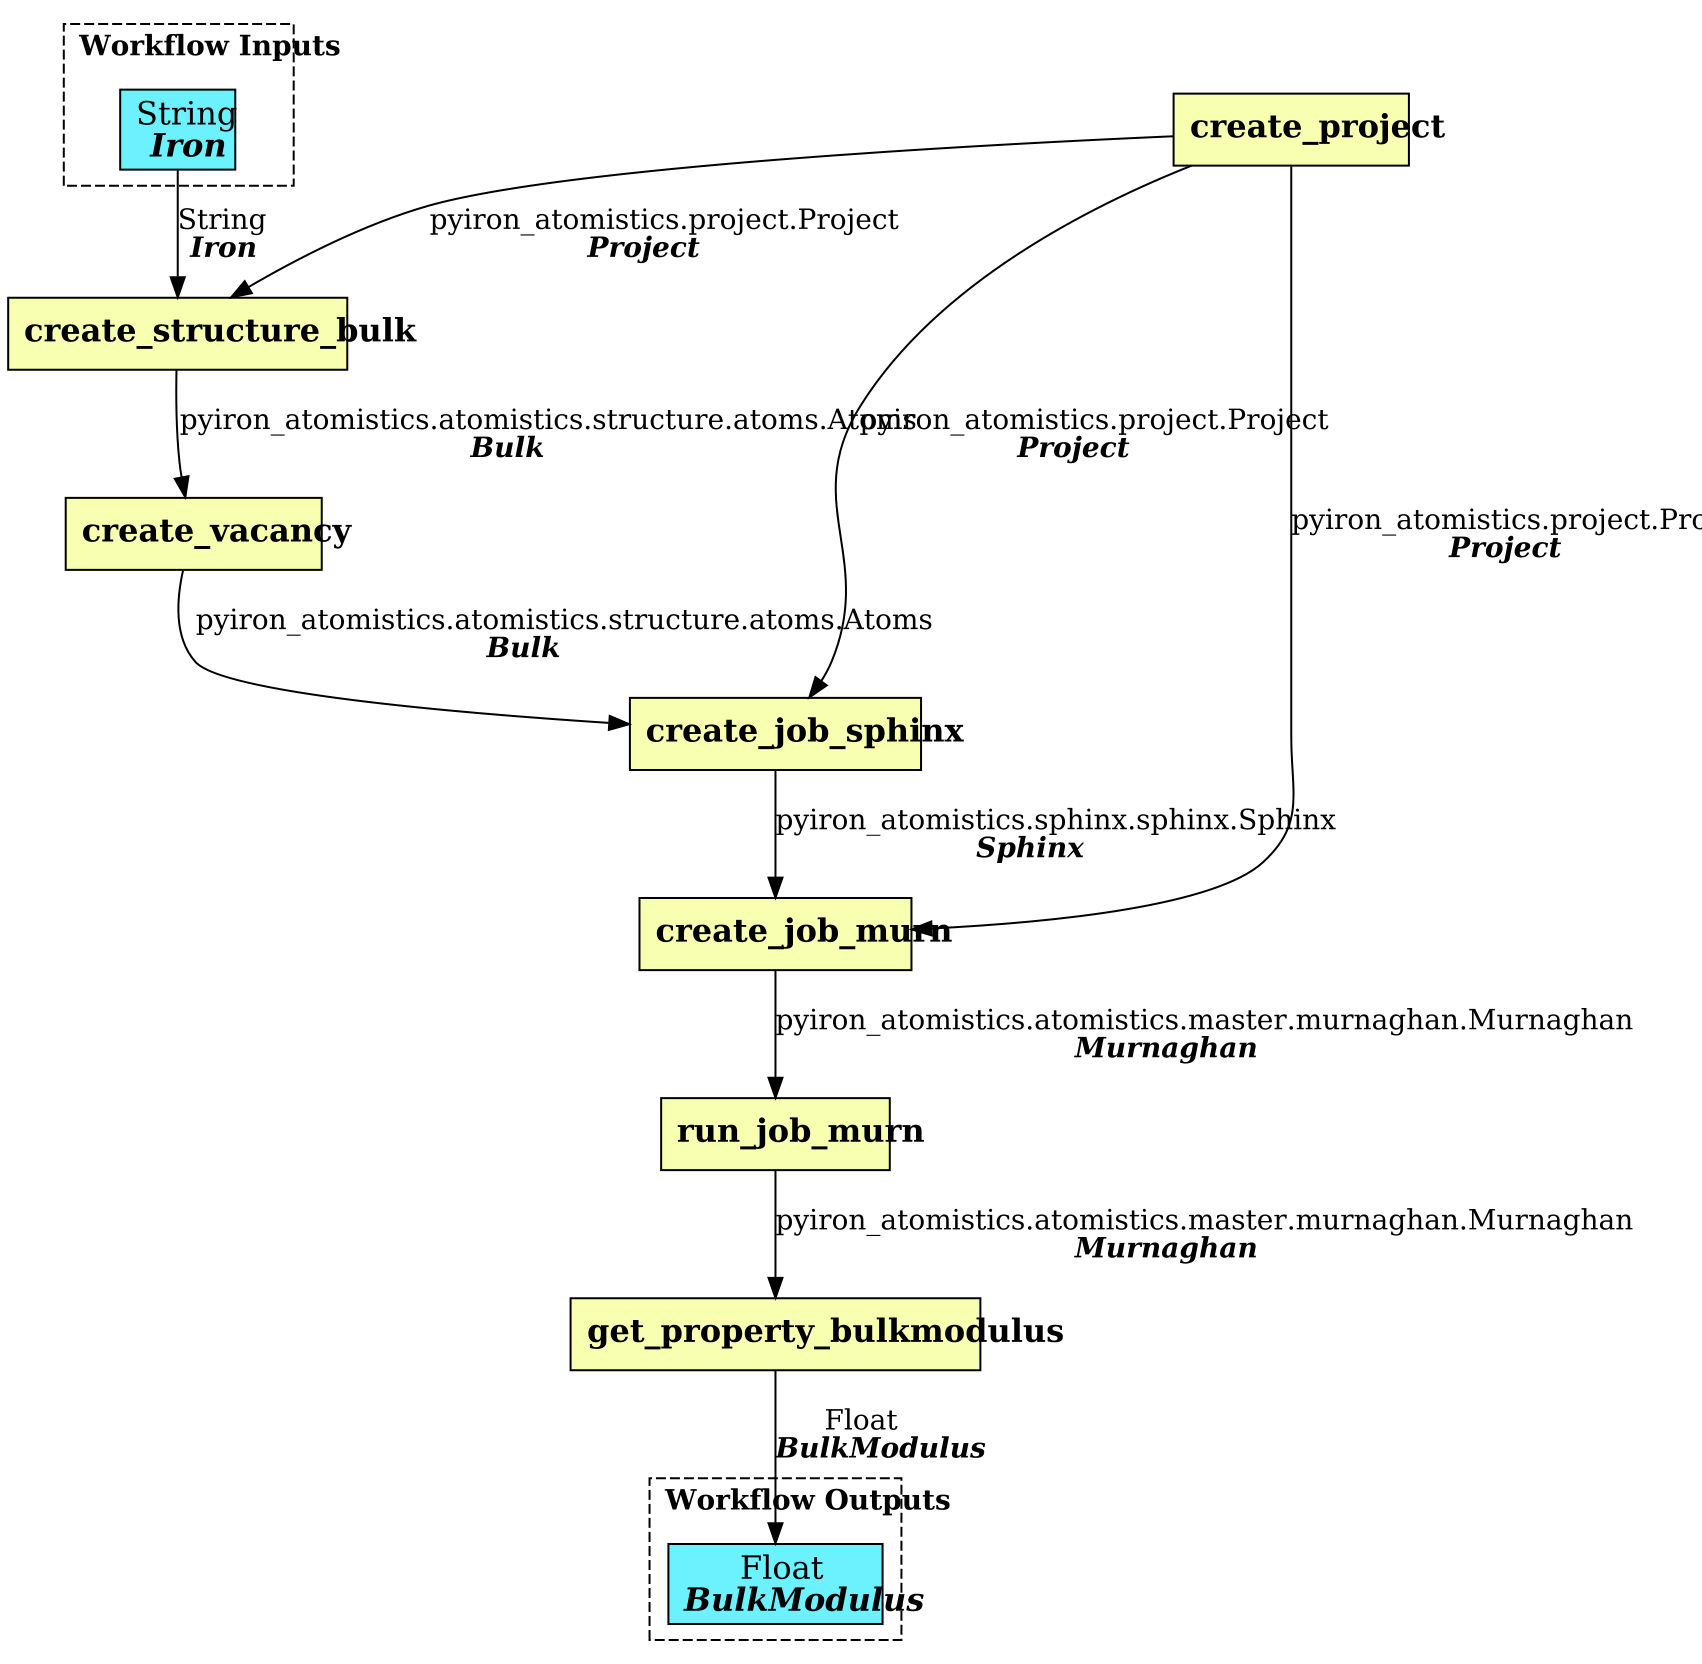 Workflow Inputs
String
Iron
create_project
String
Iron
pyiron_atomistics.project.Project
Project
create_structure_bulk
pyiron_atomistics.atomistics.structure.atoms.Atoms
Bulk
pyiron_atomistics.project.Project
Project
create_vacancy
pyiron_atomistics.project.Pro
Project
pyiron_atomistics.atomistics.structure.atoms.Atoms
Bulk
create_job_sphinx
pyiron_atomistics.sphinx.sphinx.Sphinx
Sphinx
create_job_murn
pyiron_atomistics.atomistics.master.murnaghan.Murnaghan
Murnaghan
run_job_murn
pyiron_atomistics.atomistics.master.murnaghan.Murnaghan
Murnaghan
get_property_bulkmodulus
Float
BulkModulus
Workflow Outputs
Float
BulkModulus